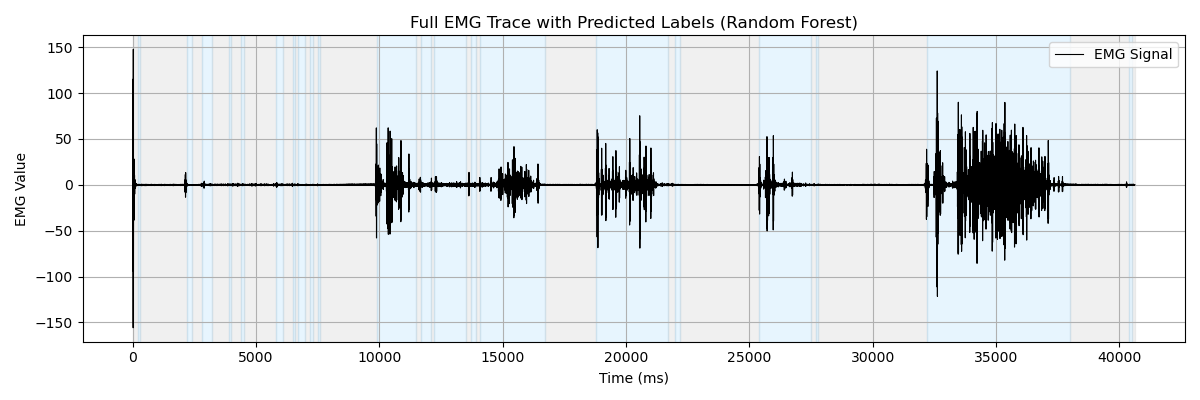 Full EMG Trace with Predicted Labels (Random Forest)
EMG Signal
EMG Value
150
100
50
0
−50
−100
−150
0 5000 10000 15000 20000 25000 30000 35000 40000
Time (ms)